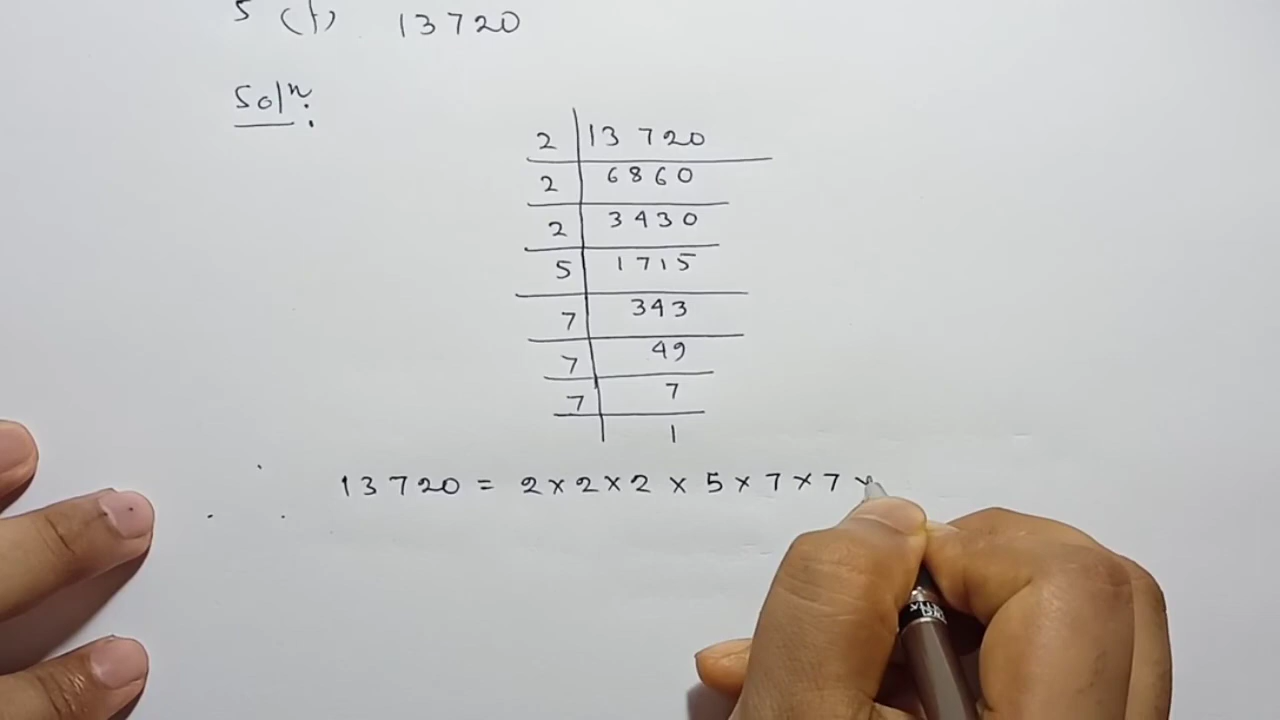 5 (f) 13720
Solⁿ:
2 | 13720
2 | 6860
2 | 3430
5 | 1715
7 | 343
7 | 49
7 | 7
| 1
13720 = 2 × 2 × 2 × 5 × 7 × 7 ×